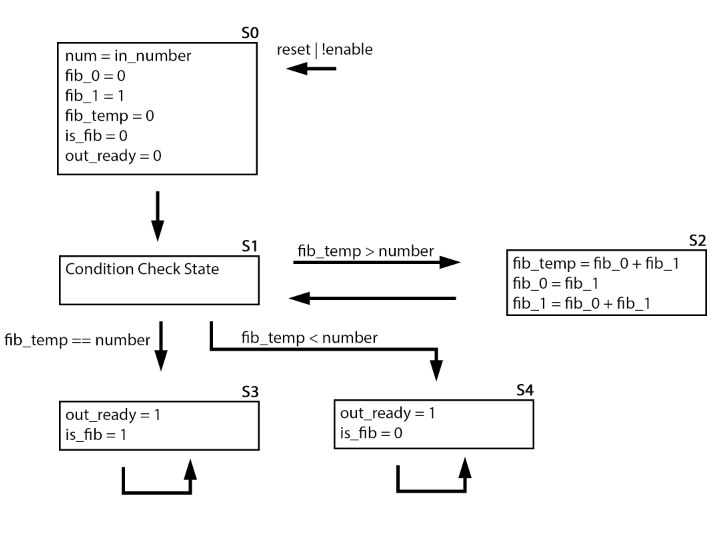 S0
reset | !enable
num = in_number
fib_0 = 0
fib_1 = 1
fib_temp = 0
is_fib = 0
out_ready = 0
S1
Condition Check State
fib_temp > number
S2
fib_temp = fib_0 + fib_1
fib_0 = fib_1
fib_1 = fib_0 + fib_1
fib_temp == number
fib_temp < number
S3
out_ready = 1
is_fib = 1
S4
out_ready = 1
is_fib = 0